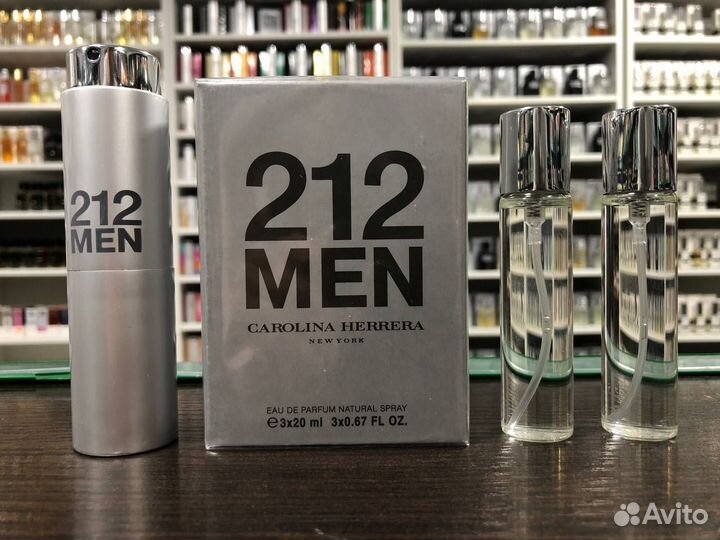 212
MEN
212
MEN
CAROLINA HERRERA
NEW YORK
EAU DE PARFUM NATURAL SPRAY
℮3x20 ml 3x0.67 FL OZ.
Avito